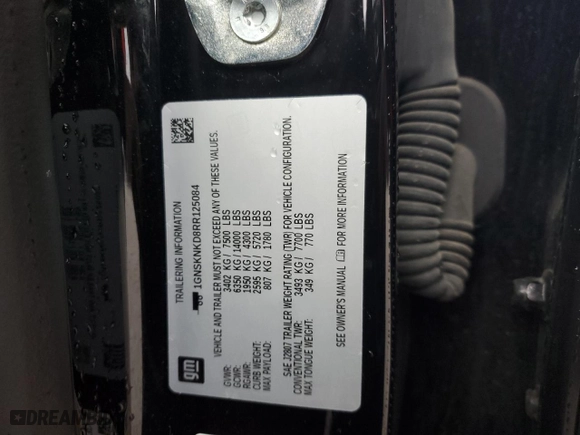 TRAILERING INFORMATION
1GNSKNKD8RR125084
VEHICLE AND TRAILER MUST NOT EXCEED ANY OF THESE VALUES.
GVWR: 3402 KG / 7500 LBS
GCWR: 6350 KG / 14000 LBS
RGAWR: 1950 KG / 4300 LBS
CURB WEIGHT: 2595 KG / 5720 LBS
MAX PAYLOAD: 807 KG / 1780 LBS
SAE J2807 TRAILER WEIGHT RATING (TWR) FOR VEHICLE CONFIGURATION.
CONVENTIONAL TWR: 3493 KG / 7700 LBS
MAX TONGUE WEIGHT: 349 KG / 770 LBS
SEE OWNER'S MANUAL FOR MORE INFORMATION.
gm
© DREAMB